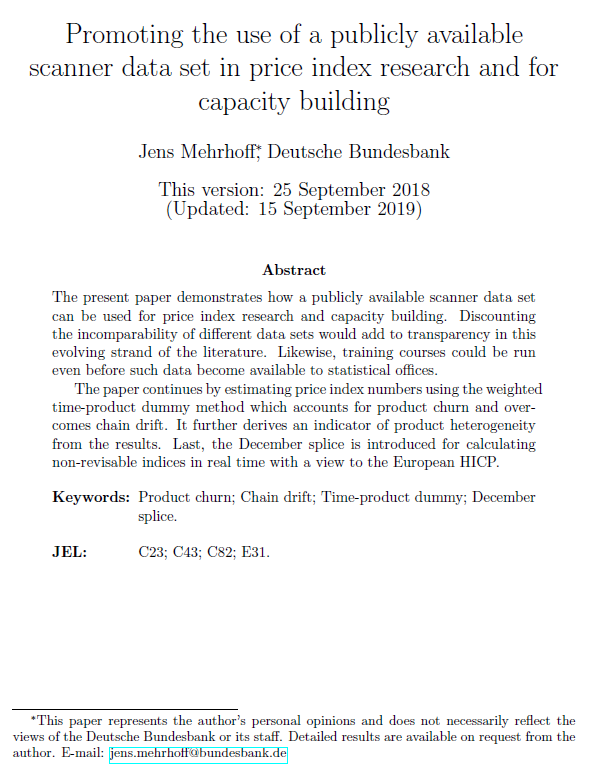 Promoting the use of a publicly available
scanner data set in price index research and for
capacity building
Jens Mehrhoff*, Deutsche Bundesbank
This version: 25 September 2018
(Updated: 15 September 2019)
Abstract
The present paper demonstrates how a publicly available scanner data set
can be used for price index research and capacity building. Discounting
the incomparability of different data sets would add to transparency in this
evolving strand of the literature. Likewise, training courses could be run
even before such data become available to statistical offices.
The paper continues by estimating price index numbers using the weighted
time-product dummy method which accounts for product churn and over-
comes chain drift. It further derives an indicator of product heterogeneity
from the results. Last, the December splice is introduced for calculating
non-revisable indices in real time with a view to the European HICP.
Keywords: Product churn; Chain drift; Time-product dummy; December
splice.
JEL: C23; C43; C82; E31.
*This paper represents the author's personal opinions and does not necessarily reflect the
views of the Deutsche Bundesbank or its staff. Detailed results are available on request from the
author. E-mail: jens.mehrhoff@bundesbank.de